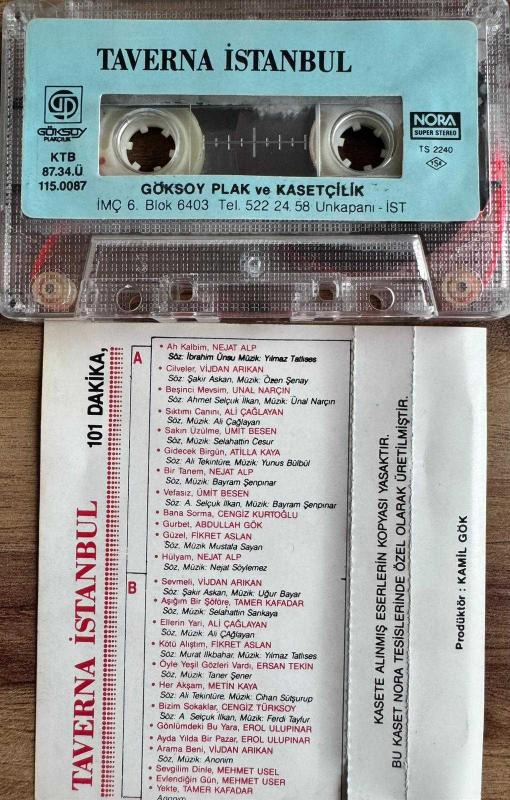 TAVERNA İSTANBUL
GÖKSOY
PLAKÇILIK
KTB
87.34.Ü
115.0087
NORA
SUPER STEREO
TS 2240
TSE
GÖKSOY PLAK ve KASETÇİLİK
İMÇ 6. Blok 6403 Tel. 522 24 58 Unkapanı - İST
TAVERNA İSTANBUL 101 DAKİKA,
A
• Ah Kalbim, NEJAT ALP
Söz: İbrahim Ünsu Müzik: Yılmaz Tatlıses
• Cilveler, VİJDAN ARIKAN
Söz: Şakır Askan, Müzik: Özen Şenay
• Beşinci Mevsim, ÜNAL NARÇIN
Söz: Ahmet Selçuk İlkan, Müzik: Ünal Narçın
• Sıktımı Canını, ALİ ÇAĞLAYAN
Söz, Müzik: Ali Çağlayan
• Sakın Üzülme, ÜMİT BESEN
Söz, Müzik: Selahattin Cesur
• Gidecek Birgün, ATİLLA KAYA
Söz: Ali Tekintüre, Müzik: Yunus Bülbül
• Bir Tanem, NEJAT ALP
Söz, Müzik: Bayram Şenpınar
• Vefasız, ÜMİT BESEN
Söz: A. Selçuk İlkan, Müzik: Bayram Şenpınar
• Bana Sorma, CENGİZ KURTOĞLU
• Gurbet, ABDULLAH GÖK
• Güzel, FİKRET ASLAN
Söz, Müzik Mustafa Sayan
• Hülyam, NEJAT ALP
Söz, Müzik: Nejat Söylemez
B
• Sevmeli, VİJDAN ARIKAN
Söz: Şakır Askan, Müzik: Uğur Bayar
• Aşığım Bir Şöföre, TAMER KAFADAR
Söz, Müzik: Selahattin Sarıkaya
• Ellerin Yari, ALİ ÇAĞLAYAN
Söz, Müzik: Ali ÇAğlayan
• Kötü Alıştım, FİKRET ASLAN
Söz: Murat İlkbahar, Müzik: Yılmaz Tatlıses
• Öyle Yeşil Gözleri Vardı, ERSAN TEKİN
Söz, Müzik: Taner Şener
• Her Akşam, METİN KAYA
Söz: Ali Tekintüre, Müzik: Cihan Sütşurup
• Bizim Sokaklar, CENGİZ TÜRKSOY
Söz: A. Selçuk İlkan, Müzik: Ferdi Tayfur
• Gönlümdeki Bu Yara, EROL ULUPINAR
• Ayda Yılda Bir Pazar, EROL ULUPINAR
• Arama Beni, VİJDAN ARIKAN
Söz, Müzik: Anonim
• Sevgilim Dinle, MEHMET USEL
• Evlendiğin Gün, MEHMET USER
• Yekte, TAMER KAFADAR
Anonim
KASETE ALINMIŞ ESERLERİN KOPYASI YASAKTIR.
BU KASET NORA TESİSLERİNDE ÖZEL OLARAK ÜRETİLMİŞTİR.
Prodüktör : KAMİL GÖK